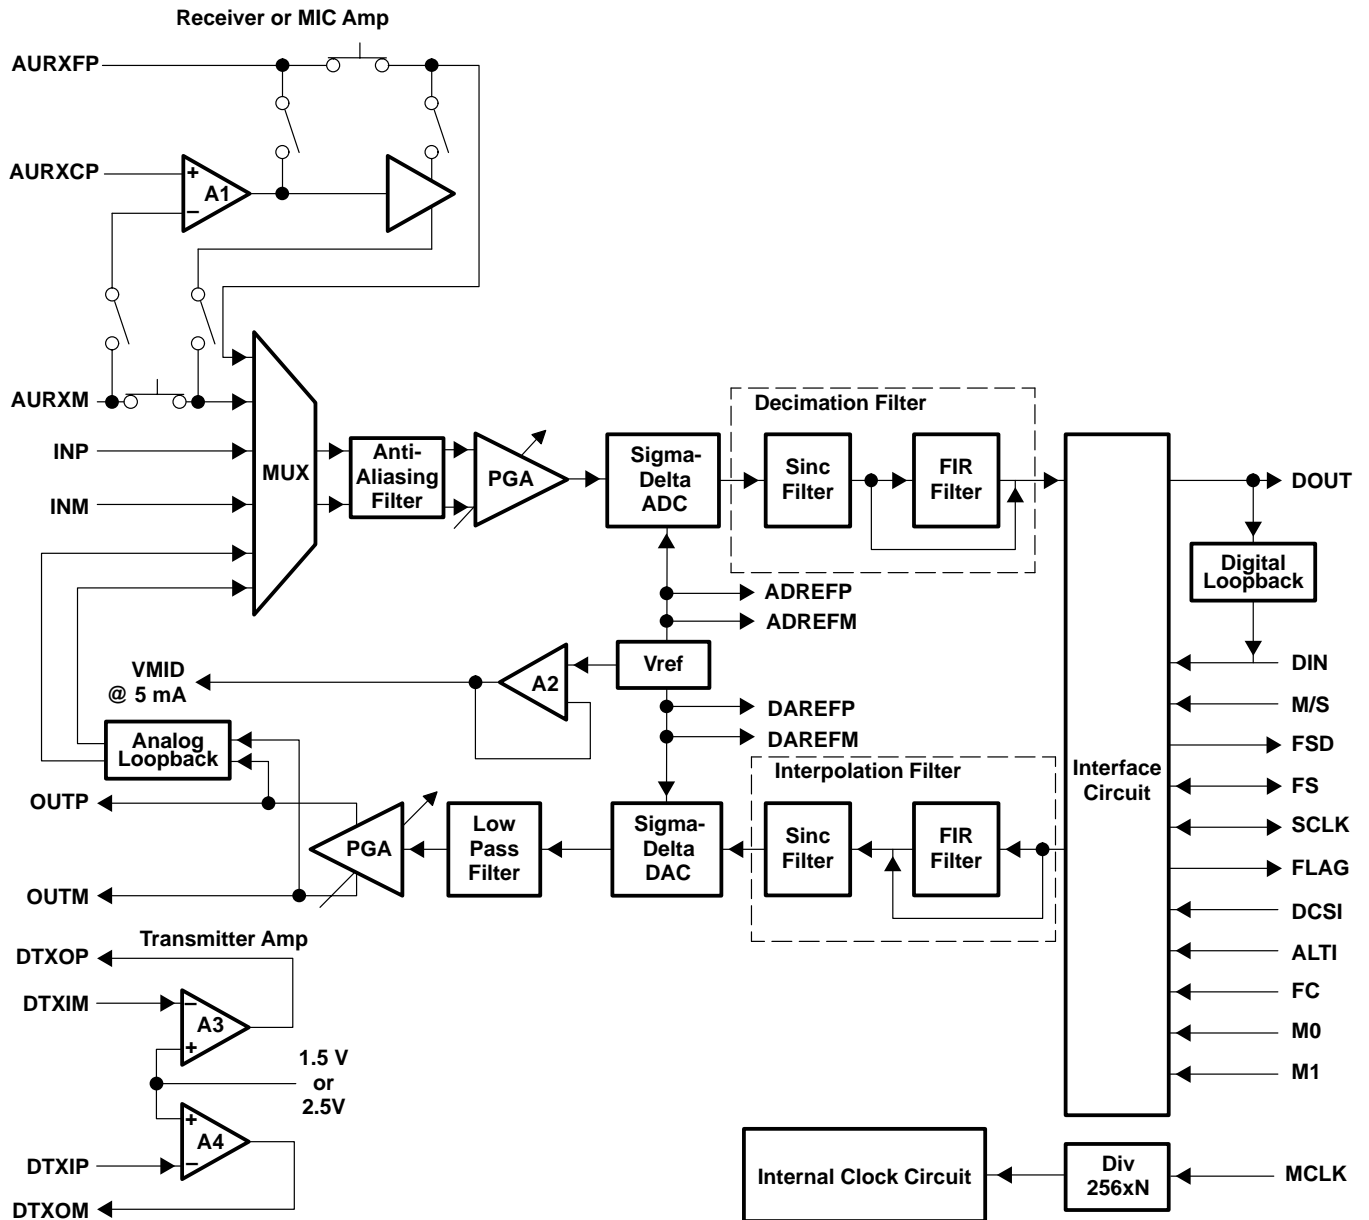 Receiver or MIC Amp
AURXFP
AURXCP
+
A1
−
AURXM
INP
INM
MUX
Anti-
Aliasing
Filter
PGA
Sigma-
Delta
ADC
Decimation Filter
Sinc
Filter
FIR
Filter
DOUT
Digital
Loopback
ADREFP
ADREFM
VMID
@ 5 mA
A2
Vref
DAREFP
DAREFM
Analog
Loopback
OUTP
OUTM
PGA
Low
Pass
Filter
Sigma-
Delta
DAC
Interpolation Filter
Sinc
Filter
FIR
Filter
Interface
Circuit
DIN
M/S
FSD
FS
SCLK
FLAG
DCSI
ALTI
FC
M0
M1
Transmitter Amp
DTXOP
DTXIM
−
A3
+
1.5 V
or
2.5V
+
A4
−
DTXIP
DTXOM
Internal Clock Circuit
Div
256xN
MCLK